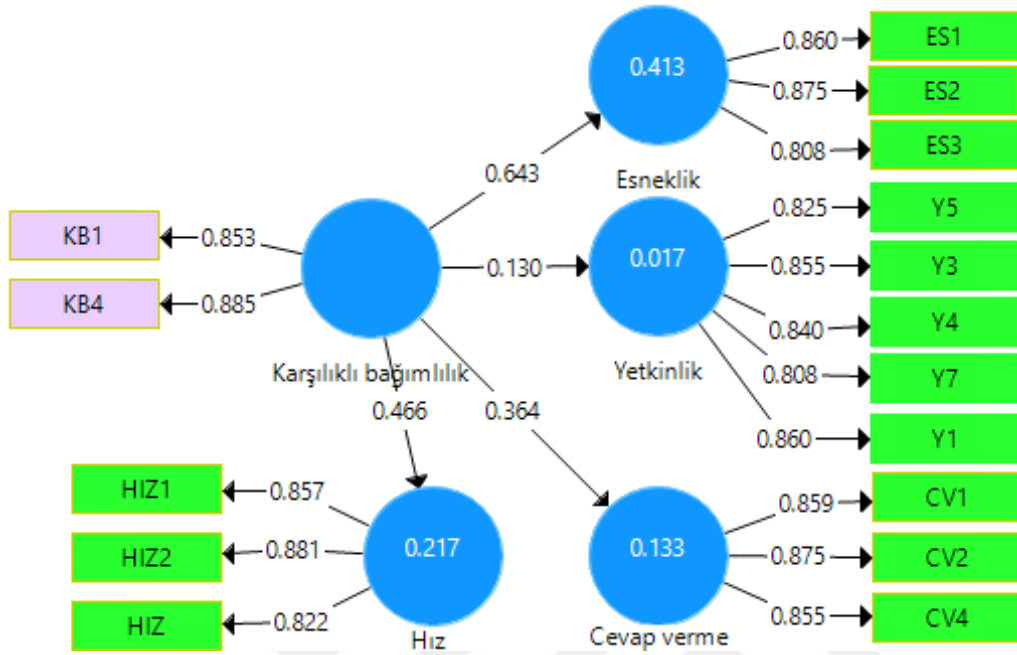 0.413
0.860
ES1
0.875
ES2
0.808
ES3
0.643
Esneklik
KB1
0.853
KB4
0.885
0.130
0.017
0.825
Y5
0.855
Y3
0.840
Y4
0.808
Y7
0.860
Y1
Karşılıklı bağımlılık
Yetkinlik
0.466
0.364
HIZ1
0.857
HIZ2
0.881
HIZ
0.822
0.217
Hız
0.133
Cevap verme
0.859
CV1
0.875
CV2
0.855
CV4